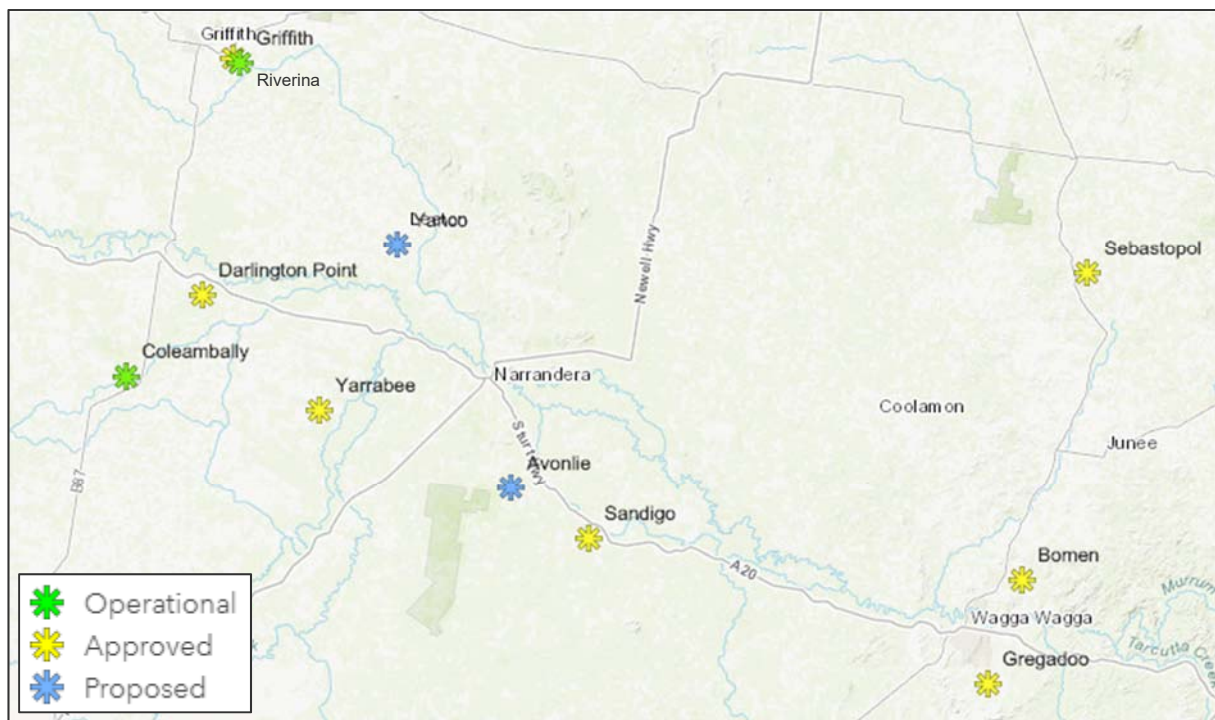 Griffith
Griffith
Riverina
Yanco
Newell Hwy
Sebastopol
Darlington Point
Coleambally
Narrandera
Yarrabee
Coolamon
Junee
B87
Sturt Hwy
Avonlie
Sandigo
A20
Bomen
Murrum
Wagga Wagga
Tarcutta Creek
Gregadoo
Operational
Approved
Proposed